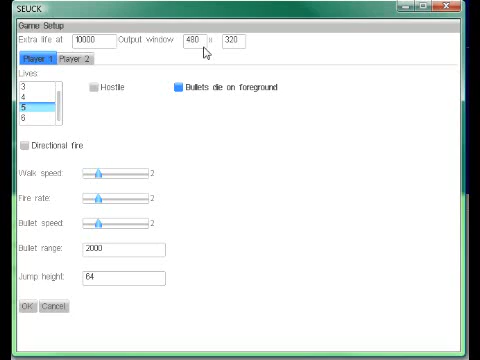 SEUCK
Game Setup
Extra life at 10000 Output window 480 x 320
Player 1 Player 2
Lives:
3
4
5
6
Hostile
Bullets die on foreground
Directional fire
Walk speed: 2
Fire rate: 2
Bullet speed: 2
Bullet range: 2000
Jump height: 64
OK Cancel